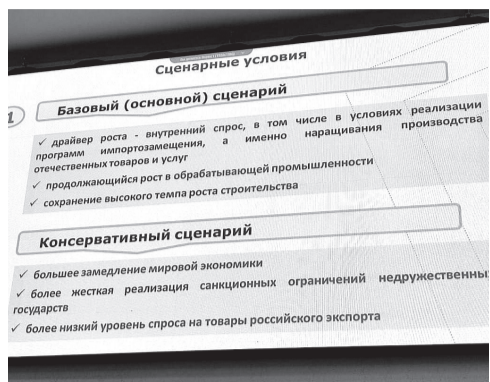 Сценарные условия
1
Базовый (основной) сценарий
✓ драйвер роста - внутренний спрос, в том числе в условиях реализации
программ импортозамещения, а именно наращивания производства
отечественных товаров и услуг
✓ продолжающийся рост в обрабатывающей промышленности
✓ сохранение высокого темпа роста строительства
Консервативный сценарий
✓ большее замедление мировой экономики
✓ более жесткая реализация санкционных ограничений недружественны
государств
✓ более низкий уровень спроса на товары российского экспорта